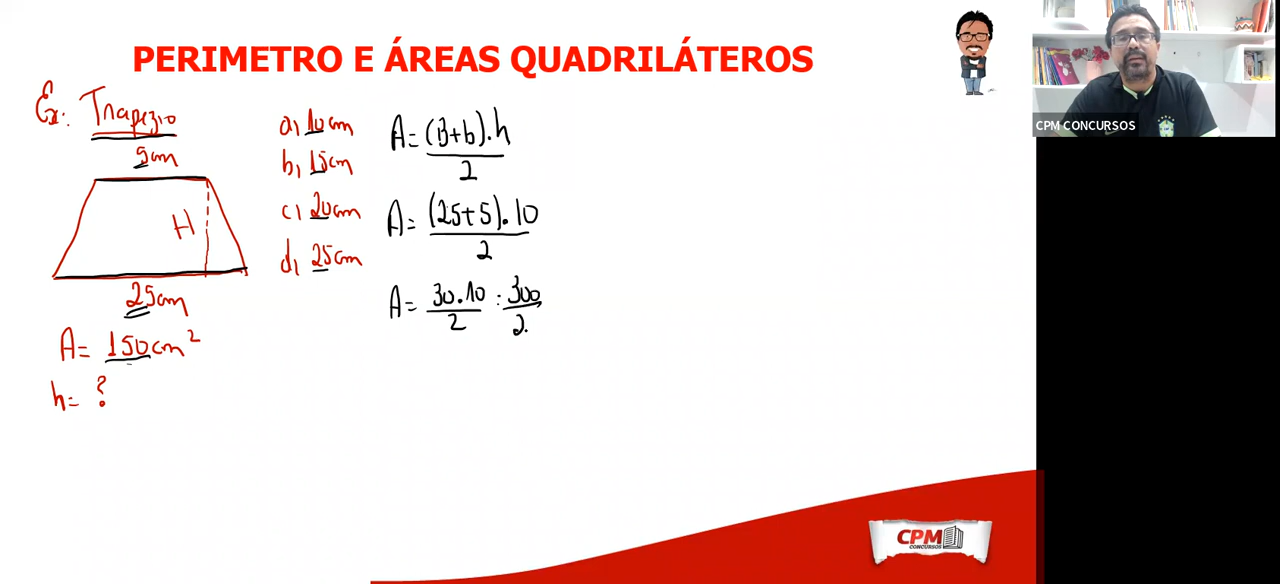 PERIMETRO E ÁREAS QUADRILÁTEROS
CPM CONCURSOS
Ex: Trapezio
5cm
H
25cm
A= 150cm²
h= ?
a) 10cm
b) 15cm
c) 20cm
d) 25cm
A= (B+b).h
2
A= (25+5).10
2
A= 30.10 : 300
2 2
CPM
CONCURSOS